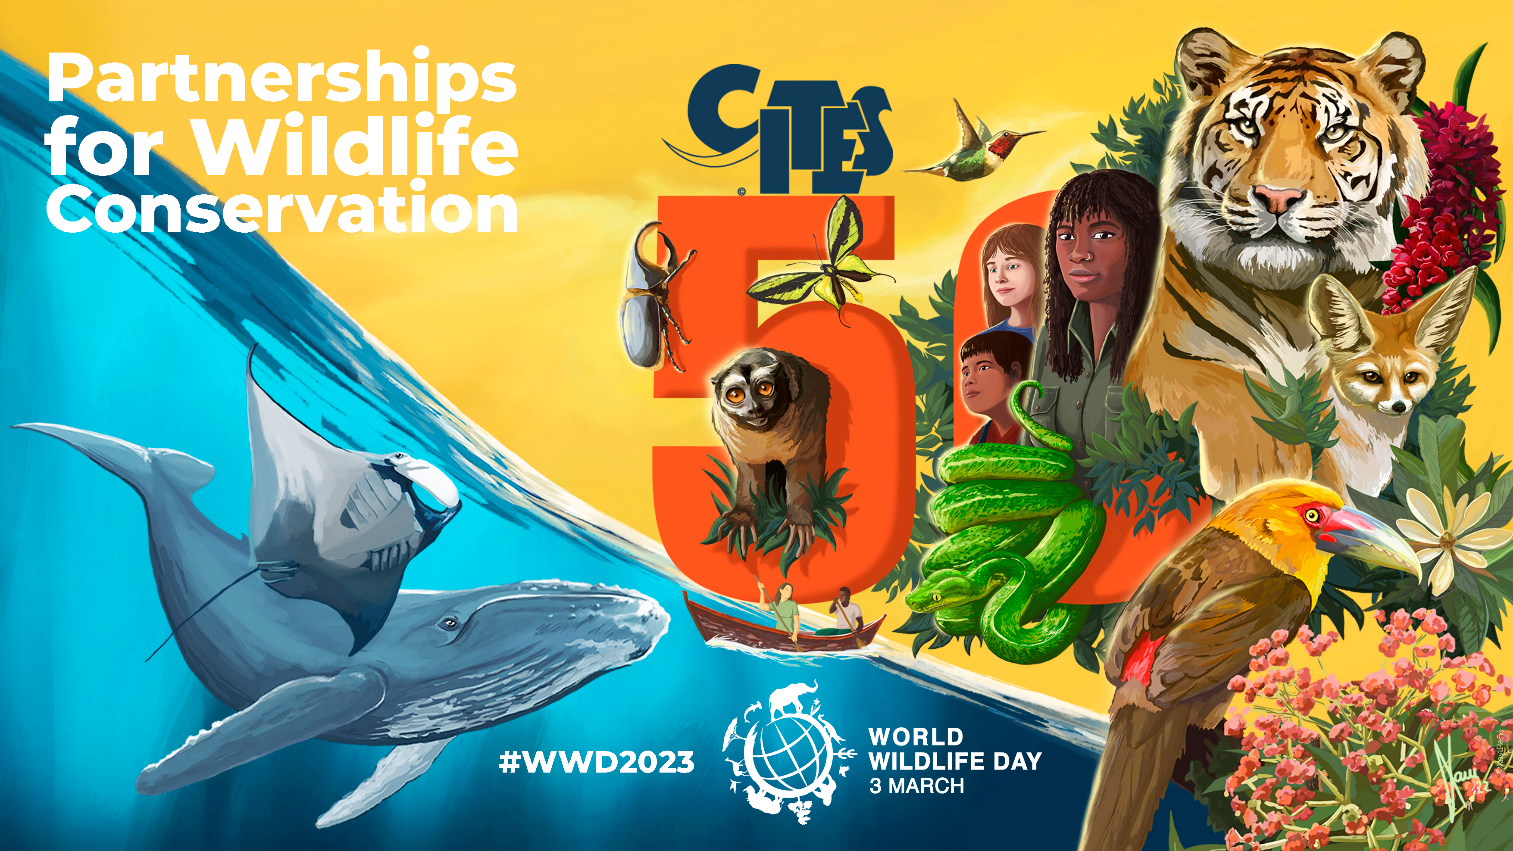 Partnerships
for Wildlife
Conservation
CITES
©
50
#WWD2023
WORLD
WILDLIFE DAY
3 MARCH